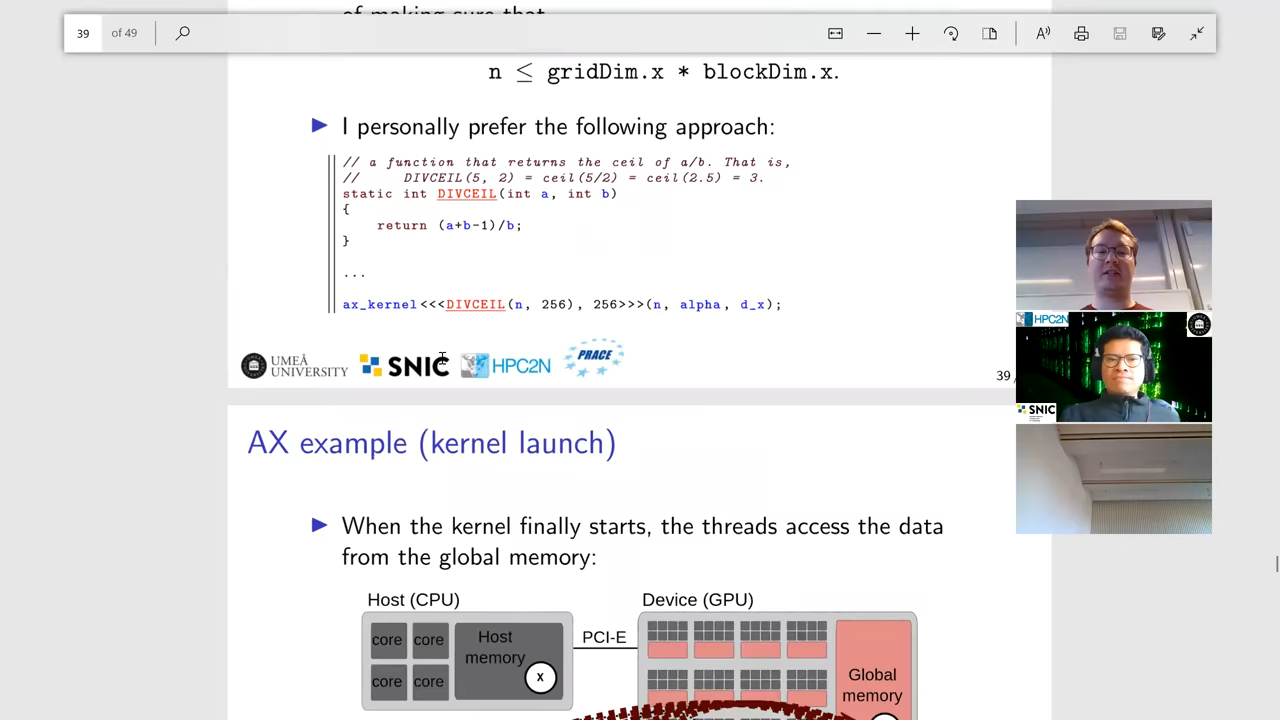 of making sure that
39 of 49
n ≤ gridDim.x * blockDim.x.
▶ I personally prefer the following approach:
// a function that returns the ceil of a/b. That is,
// DIVCEIL(5, 2) = ceil(5/2) = ceil(2.5) = 3.
static int DIVCEIL(int a, int b)
{
return (a+b-1)/b;
}
...
ax_kernel<<<DIVCEIL(n, 256), 256>>>(n, alpha, d_x);
UMEÅ UNIVERSITY SNIC HPC2N PRACE
39 /
HPC2N
SNIC
AX example (kernel launch)
▶ When the kernel finally starts, the threads access the data
from the global memory:
Host (CPU) Device (GPU)
core core Host memory PCI-E
core core X Global memory